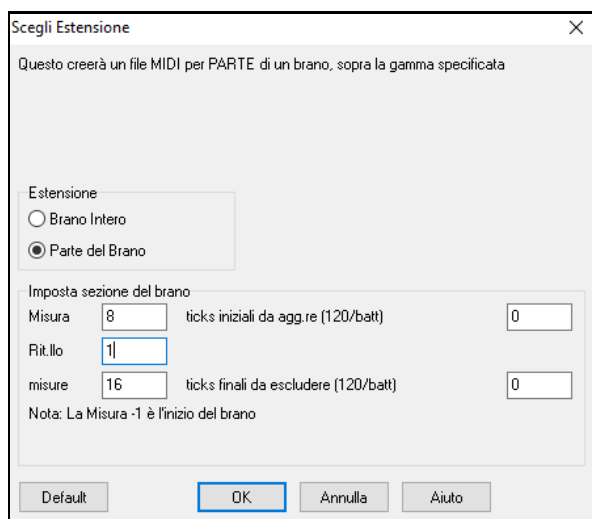 Scegli Estensione
Questo creerà un file MIDI per PARTE di un brano, sopra la gamma specificata
Estensione
Brano Intero
Parte del Brano
Imposta sezione del brano
Misura 8 ticks iniziali da agg.re (120/batt) 0
Rit.llo 1
misure 16 ticks finali da escludere (120/batt) 0
Nota: La Misura -1 è l'inizio del brano
Default OK Annulla Aiuto